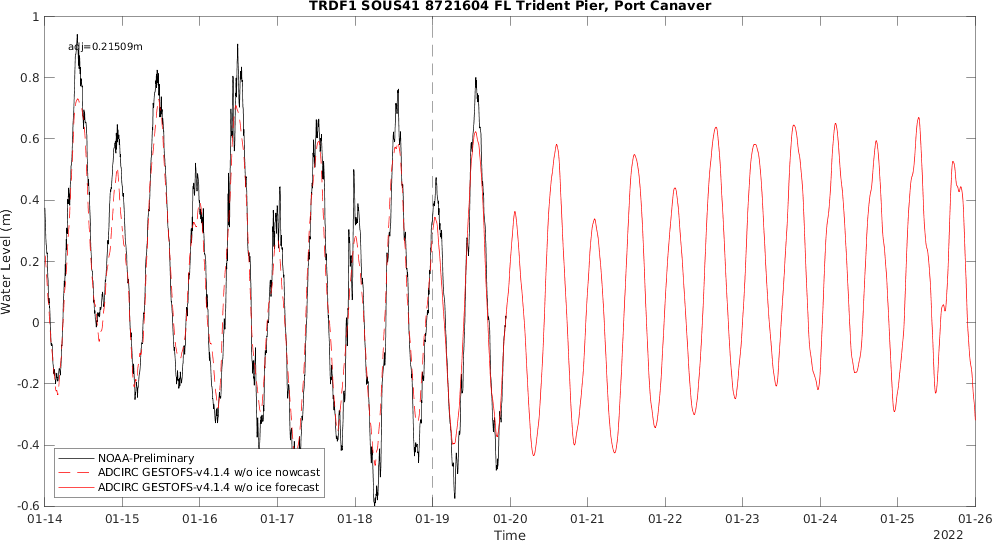 TRDF1 SOUS41 8721604 FL Trident Pier, Port Canaver
adj=0.21509m
1
0.8
0.6
0.4
0.2
0
-0.2
-0.4
-0.6
Water Level (m)
NOAA-Preliminary
ADCIRC GESTOFS-v4.1.4 w/o ice nowcast
ADCIRC GESTOFS-v4.1.4 w/o ice forecast
01-14 01-15 01-16 01-17 01-18 01-19 01-20 01-21 01-22 01-23 01-24 01-25 01-26
Time
2022